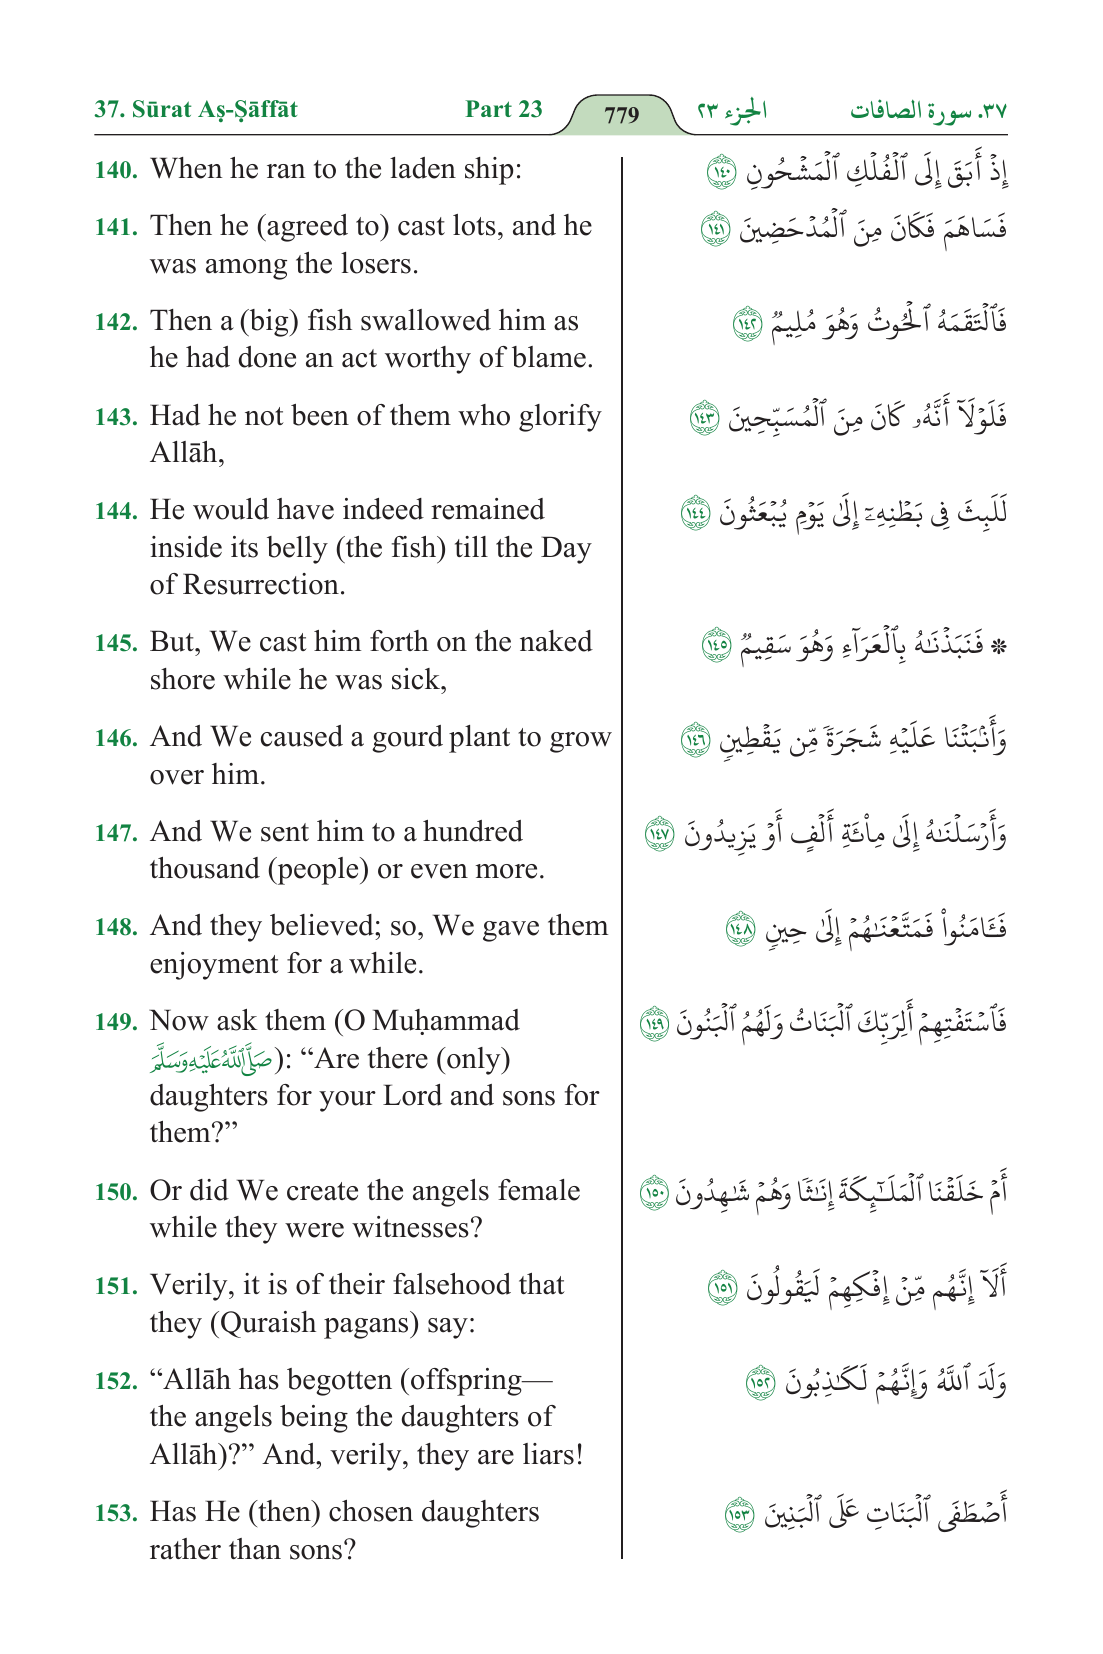 37. Sūrat Aṣ-Ṣāffāt Part 23 779 الجزء ٢٣ ٣٧. سورة الصافات
140. When he ran to the laden ship:
إِذۡ أَبَقَ إِلَى ٱلۡفُلۡكِ ٱلۡمَشۡحُونِ ١٤٠
141. Then he (agreed to) cast lots, and he
was among the losers.
فَسَاهَمَ فَكَانَ مِنَ ٱلۡمُدۡحَضِينَ ١٤١
142. Then a (big) fish swallowed him as
he had done an act worthy of blame.
فَٱلۡتَقَمَهُ ٱلۡحُوتُ وَهُوَ مُلِيمٞ ١٤٢
143. Had he not been of them who glorify
Allāh,
فَلَوۡلَآ أَنَّهُۥ كَانَ مِنَ ٱلۡمُسَبِّحِينَ ١٤٣
144. He would have indeed remained
inside its belly (the fish) till the Day
of Resurrection.
لَلَبِثَ فِي بَطۡنِهِۦٓ إِلَىٰ يَوۡمِ يُبۡعَثُونَ ١٤٤
145. But, We cast him forth on the naked
shore while he was sick,
۞ فَنَبَذۡنَٰهُ بِٱلۡعَرَآءِ وَهُوَ سَقِيمٞ ١٤٥
146. And We caused a gourd plant to grow
over him.
وَأَنۢبَتۡنَا عَلَيۡهِ شَجَرَةٗ مِّن يَقۡطِينٖ ١٤٦
147. And We sent him to a hundred
thousand (people) or even more.
وَأَرۡسَلۡنَٰهُ إِلَىٰ مِاْئَةِ أَلۡفٍ أَوۡ يَزِيدُونَ ١٤٧
148. And they believed; so, We gave them
enjoyment for a while.
فَـَٔامَنُواْ فَمَتَّعۡنَٰهُمۡ إِلَىٰ حِينٖ ١٤٨
149. Now ask them (O Muḥammad
صَلَّى ٱللَّهُ عَلَيْهِ وَسَلَّمَ): “Are there (only)
daughters for your Lord and sons for
them?”
فَٱسۡتَفۡتِهِمۡ أَلِرَبِّكَ ٱلۡبَنَاتُ وَلَهُمُ ٱلۡبَنُونَ ١٤٩
150. Or did We create the angels female
while they were witnesses?
أَمۡ خَلَقۡنَا ٱلۡمَلَٰٓئِكَةَ إِنَٰثٗا وَهُمۡ شَٰهِدُونَ ١٥٠
151. Verily, it is of their falsehood that
they (Quraish pagans) say:
أَلَآ إِنَّهُم مِّنۡ إِفۡكِهِمۡ لَيَقُولُونَ ١٥١
152. “Allāh has begotten (offspring—
the angels being the daughters of
Allāh)?” And, verily, they are liars!
وَلَدَ ٱللَّهُ وَإِنَّهُمۡ لَكَٰذِبُونَ ١٥٢
153. Has He (then) chosen daughters
rather than sons?
أَصۡطَفَى ٱلۡبَنَاتِ عَلَى ٱلۡبَنِينَ ١٥٣